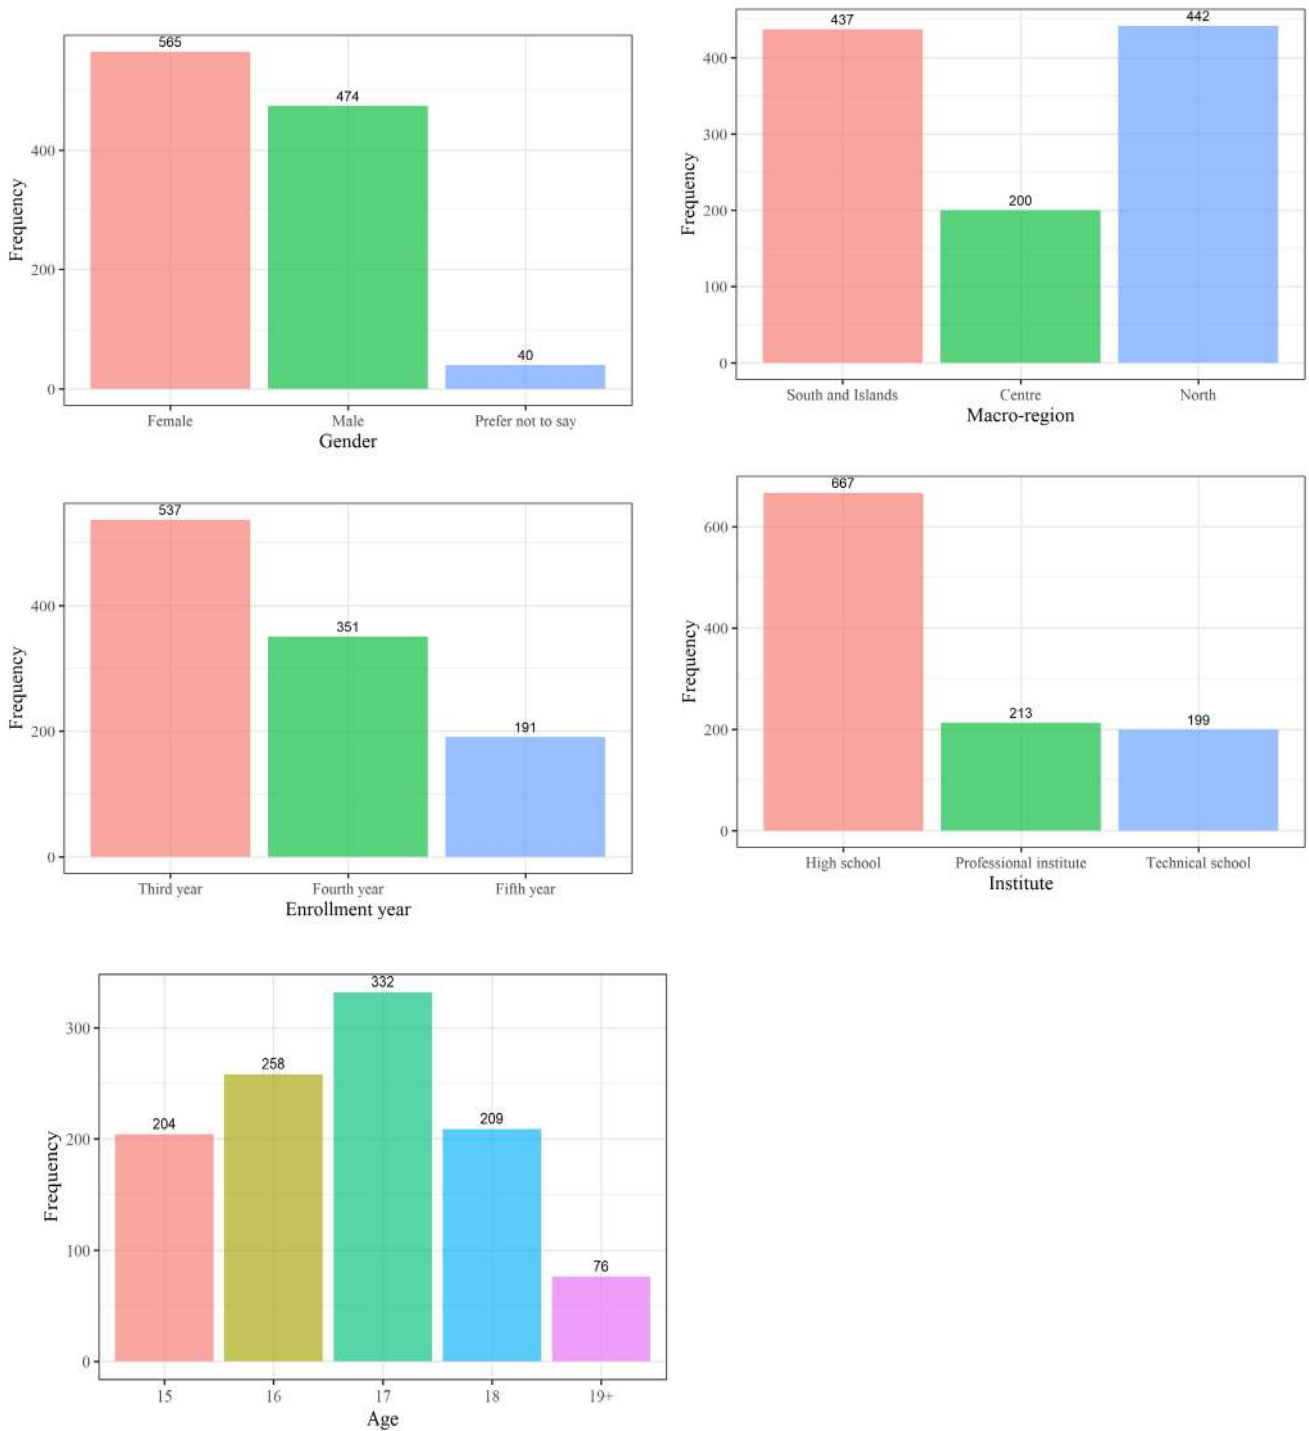 565
474
400
200
40
0
Female Male Prefer not to say
Gender
Frequency
437
442
400
300
200
200
100
0
South and Islands Centre North
Macro-region
Frequency
537
400
351
200
191
0
Third year Fourth year Fifth year
Enrollment year
Frequency
667
600
400
213
199
200
0
High school Professional institute Technical school
Institute
Frequency
332
300
258
204
209
200
100
76
0
15 16 17 18 19+
Age
Frequency